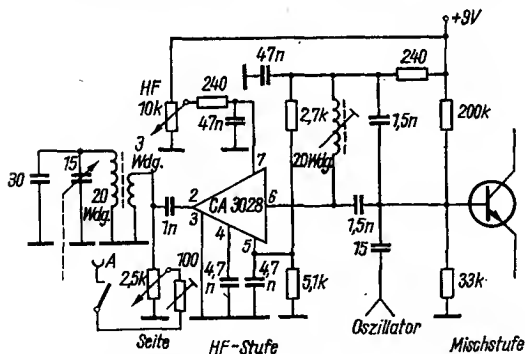 +9V
47n
240
HF
10k
240
2,7k
1,5n
200k
3
Wdg.
47n
20Wdg.
7
30
15
20
Wdg.
2
3
CA 3028
6
4
5
1n
1,5n
15
A
2,5k
100
4,7
n
4,7
n
5,1k
33k
Oszillator
Seite
HF-Stufe
Mischstufe